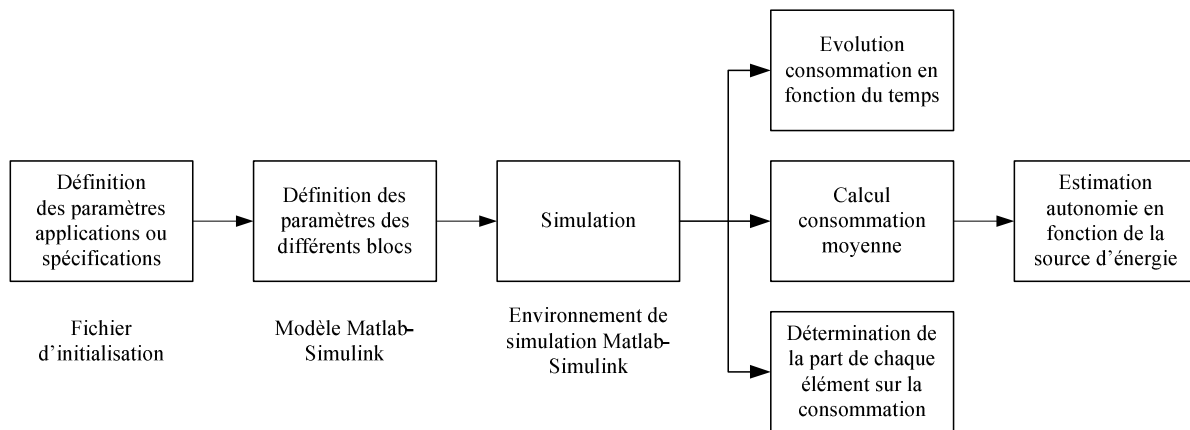 Définition
des paramètres
applications ou
spécifications
Fichier
d’initialisation
Définition des
paramètres des
différents blocs
Modèle Matlab-
Simulink
Simulation
Environnement de
simulation Matlab-
Simulink
Evolution
consommation en
fonction du temps
Calcul
consommation
moyenne
Détermination de
la part de chaque
élément sur la
consommation
Estimation
autonomie en
fonction de la
source d’énergie